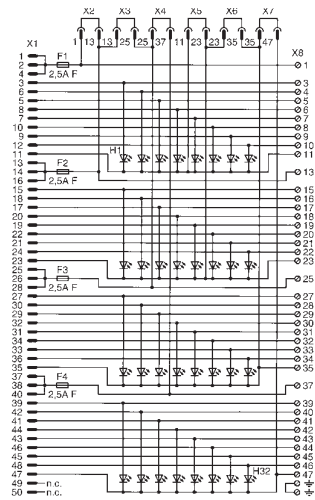 X2 X3 X4 X5 X6 X7
X1 1 13 13 25 25 37 11 23 23 35 35 47 X8
1
2 F1 1
4 2,5A F
3 3
6 4
5 5
8 6
7 7
10 8
9 9
12 10
11 H1 11
13
14 F2 13
16 2,5A F
15 15
18 16
17 17
20 18
19 19
22 20
21 21
24 22
23 23
25
26 F3 25
28 2,5A F
27 27
30 28
29 29
32 30
31 31
34 32
33 33
36 34
35 35
37
38 F4 37
40 2,5A F
39 39
42 40
41 41
44 42
43 43
46 44
45 45
48 H32 46
47 47
49 n.c.
50 n.c.